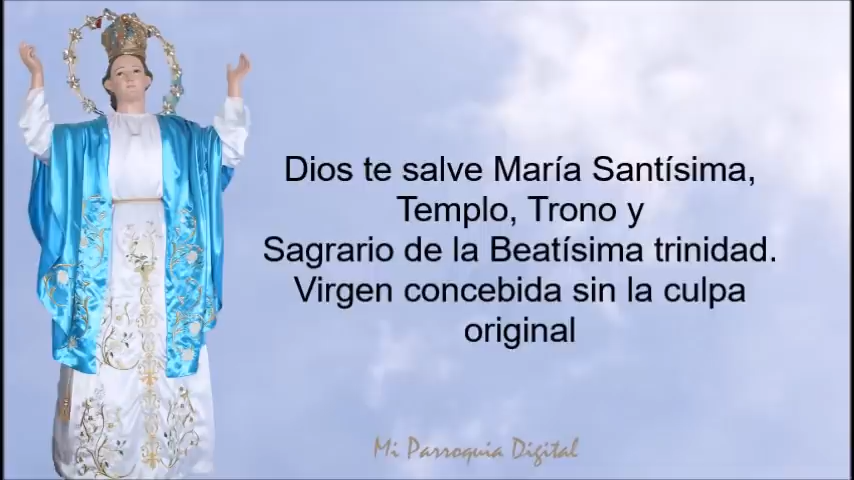 Dios te salve María Santísima,
Templo, Trono y
Sagrario de la Beatísima trinidad.
Virgen concebida sin la culpa
original
Mi Parroquia Digital